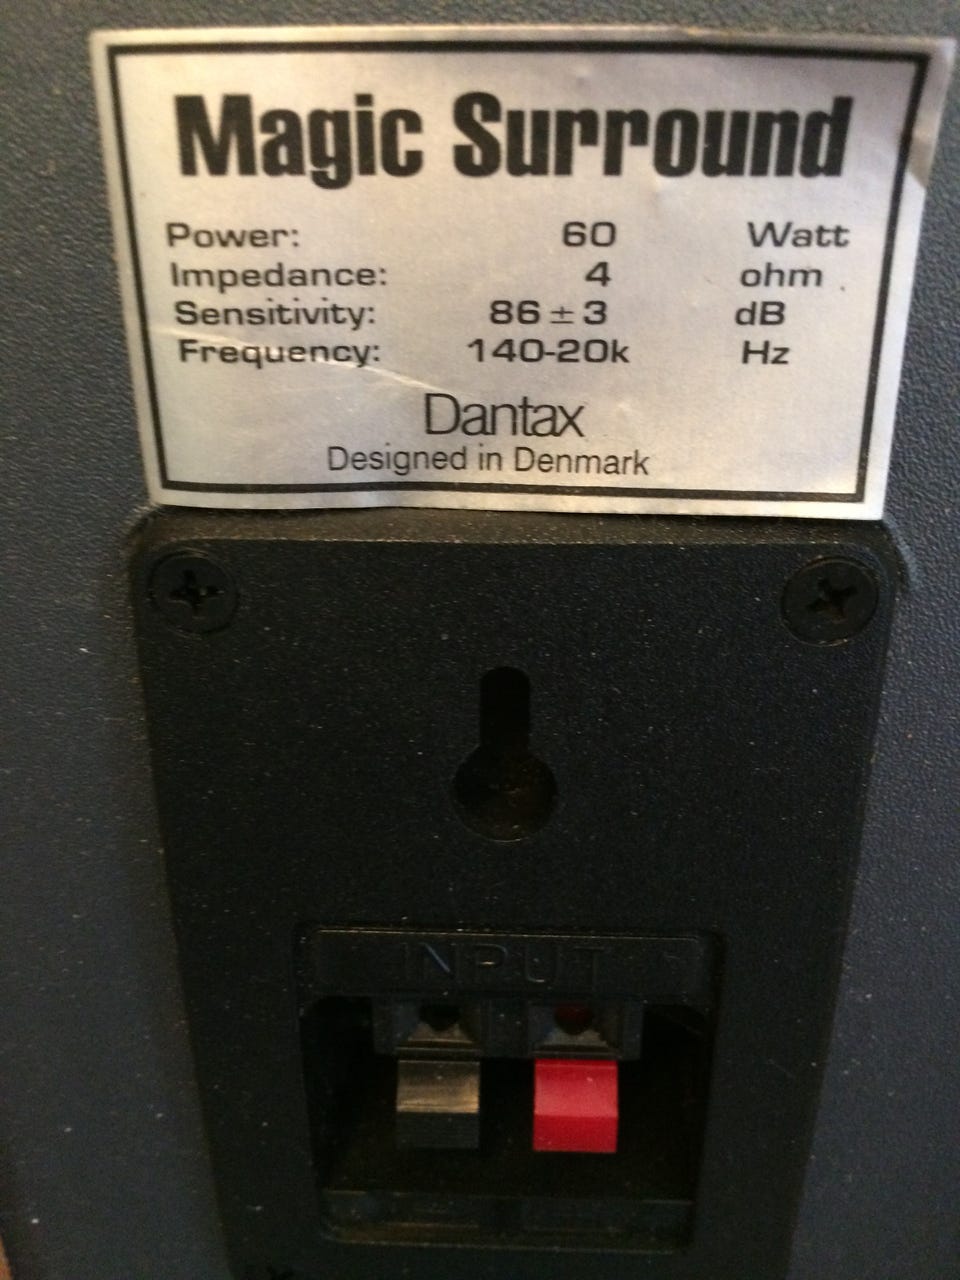 Magic Surround
Power: 60 Watt
Impedance: 4 ohm
Sensitivity: 86 ± 3 dB
Frequency: 140-20k Hz
Dantax
Designed in Denmark
INPUT